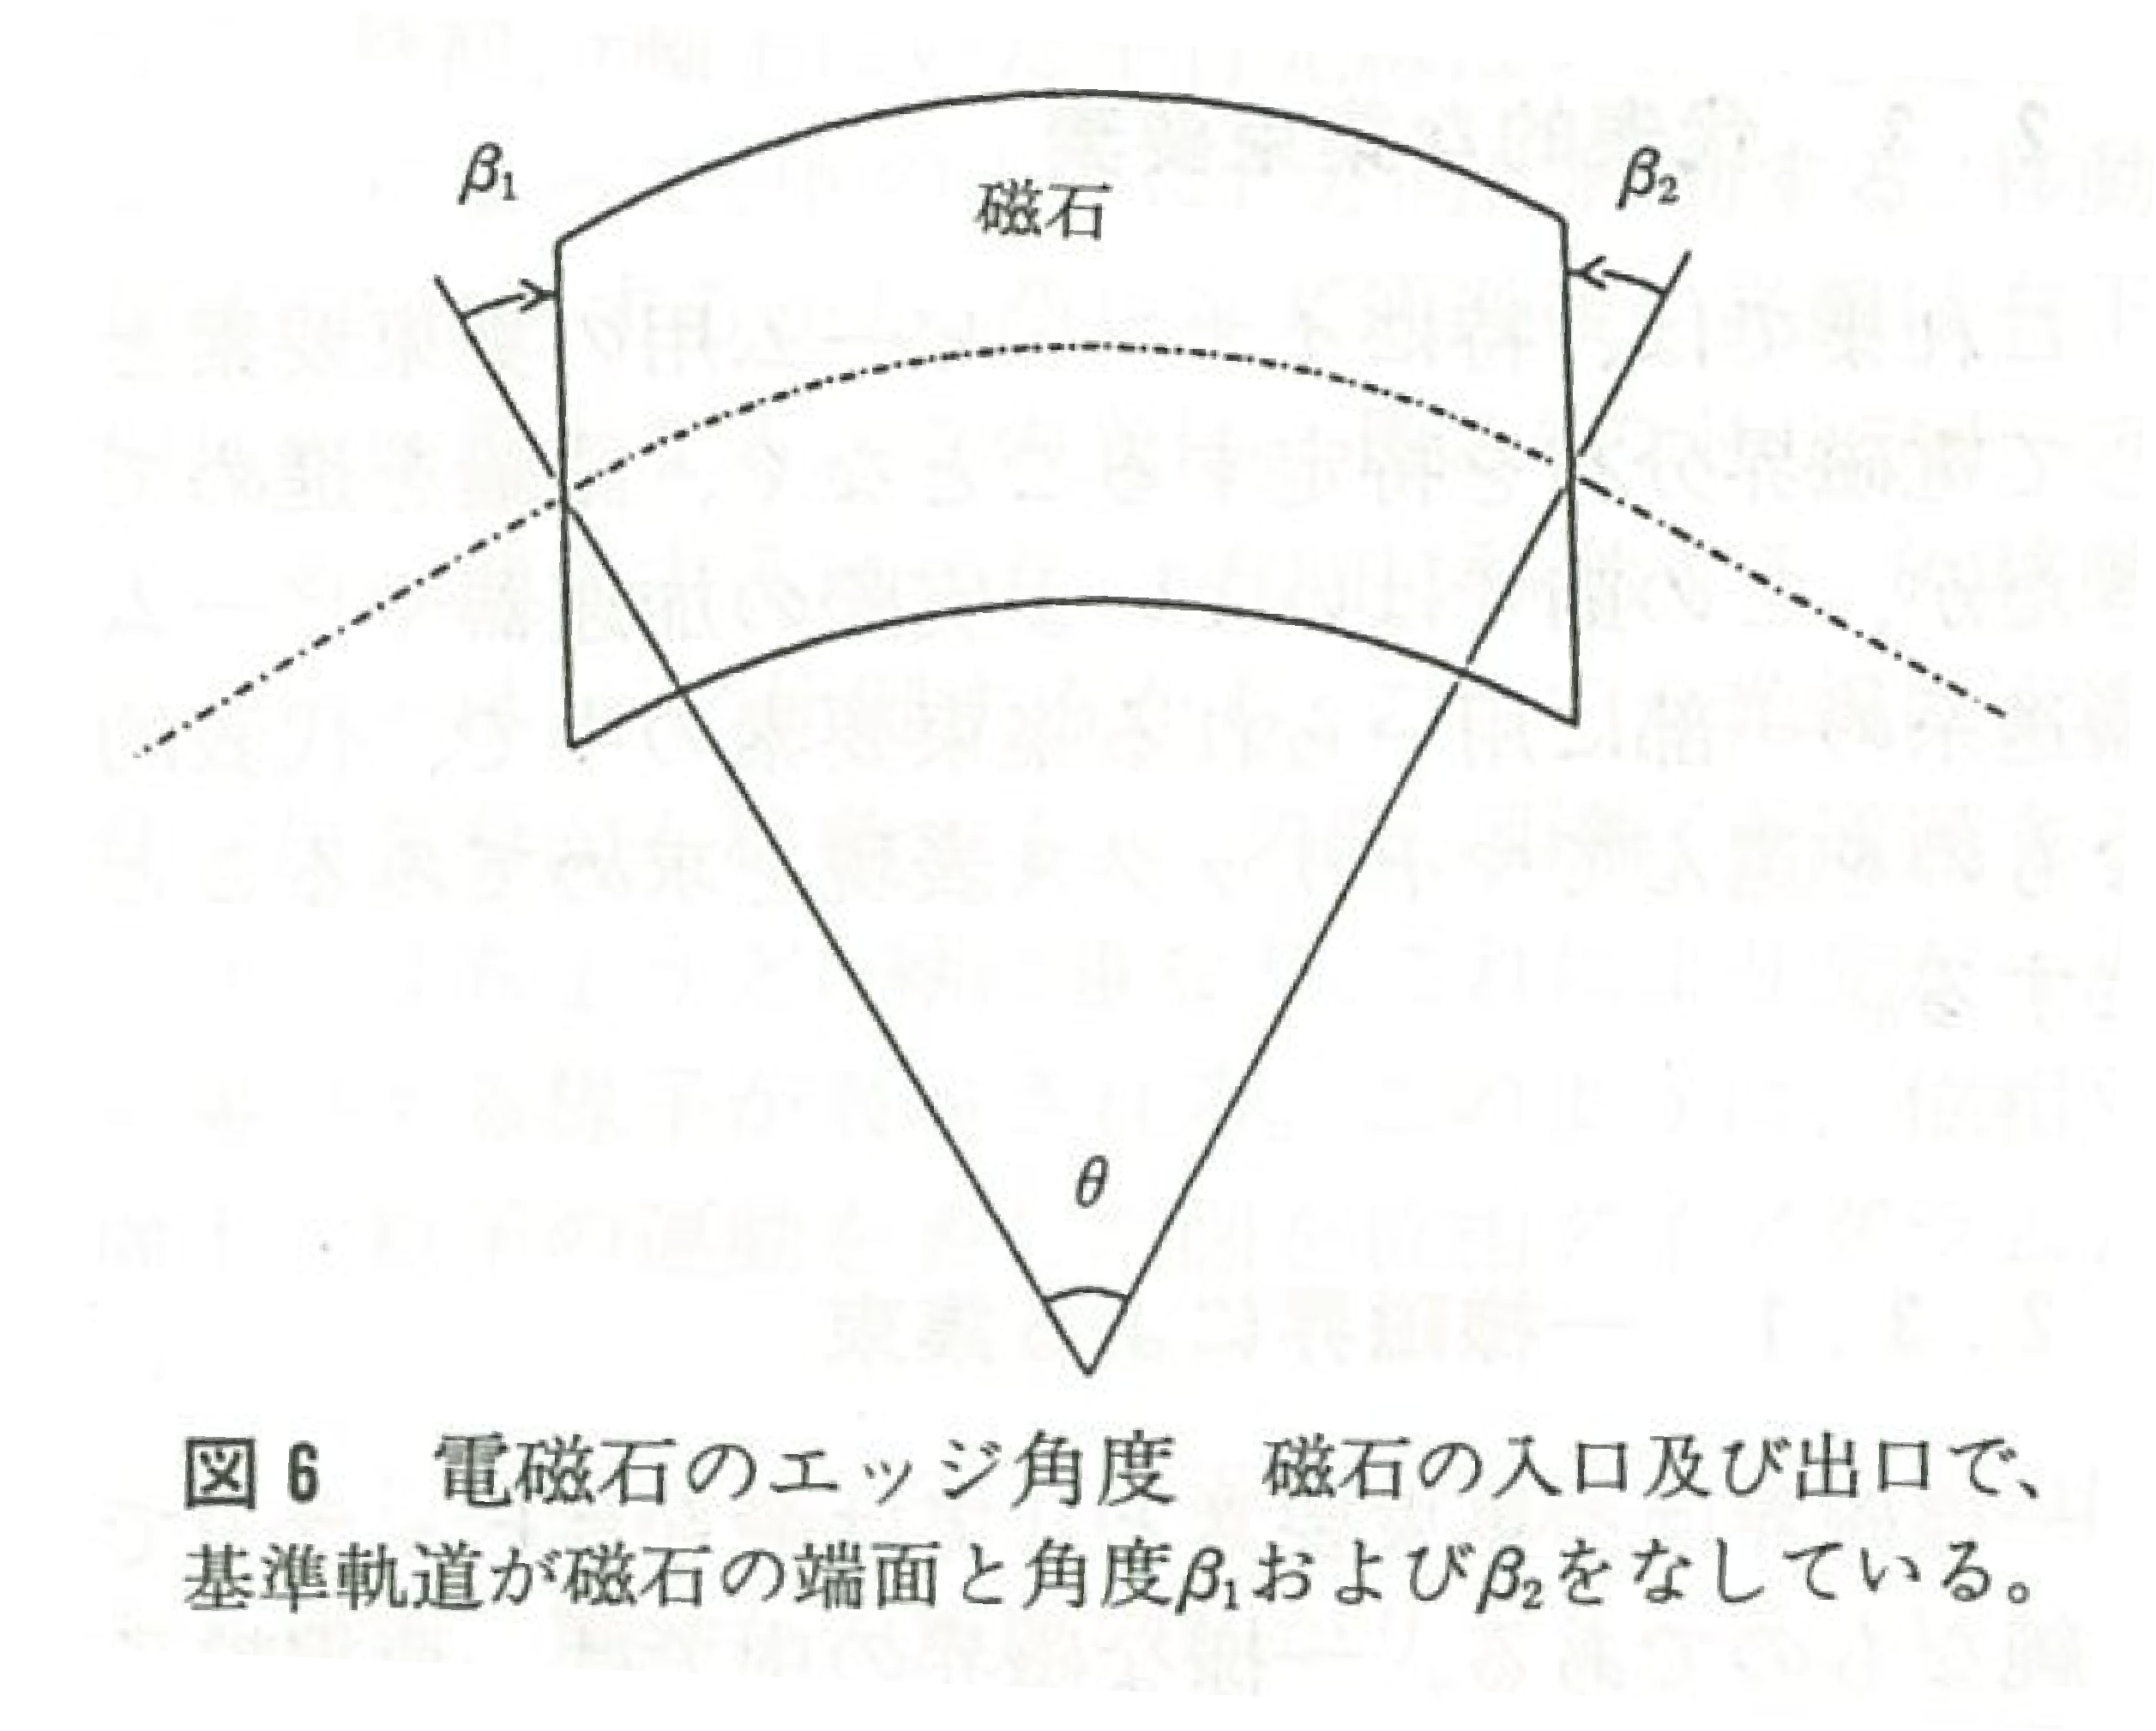 β₁
磁石
β₂
θ
図6 電磁石のエッジ角度 磁石の入口及び出口で、
基準軌道が磁石の端面と角度β₁およびβ₂をなしている。